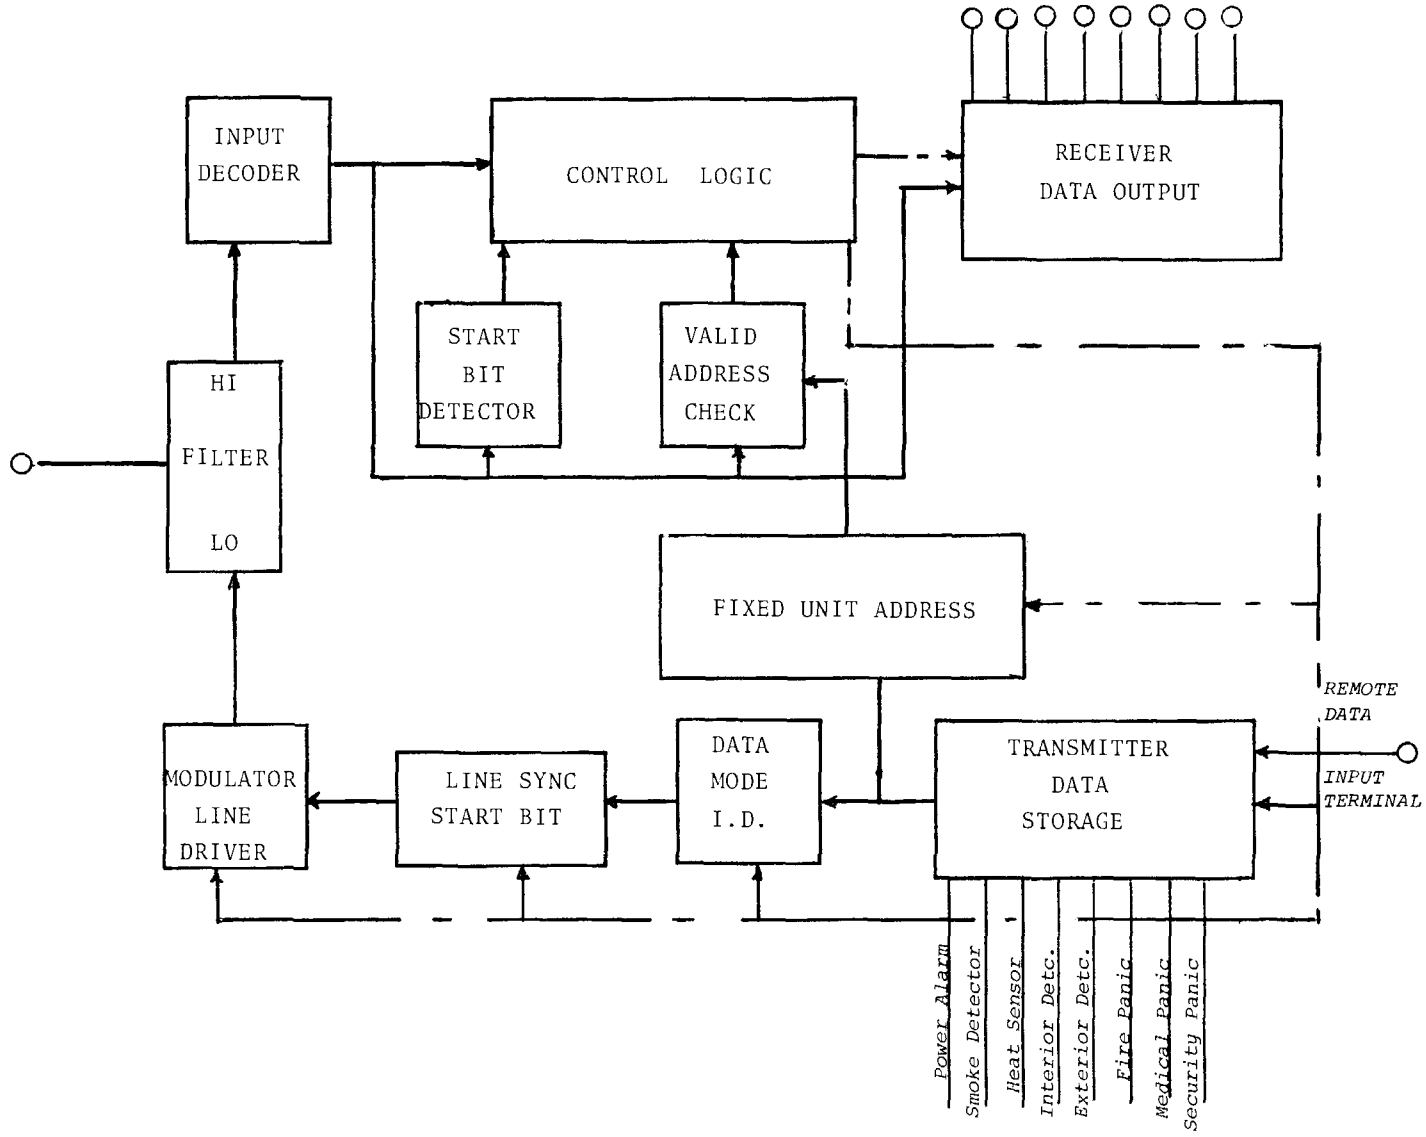 INPUT
DECODER
CONTROL LOGIC
RECEIVER
DATA OUTPUT
START
BIT
DETECTOR
VALID
ADDRESS
CHECK
HI
FILTER
LO
FIXED UNIT ADDRESS
REMOTE
DATA
INPUT
TERMINAL
MODULATOR
LINE
DRIVER
LINE SYNC
START BIT
DATA
MODE
I.D.
TRANSMITTER
DATA
STORAGE
Power Alarm
Smoke Detector
Heat Sensor
Interior Detc.
Exterior Detc.
Fire Panic
Medical Panic
Security Panic